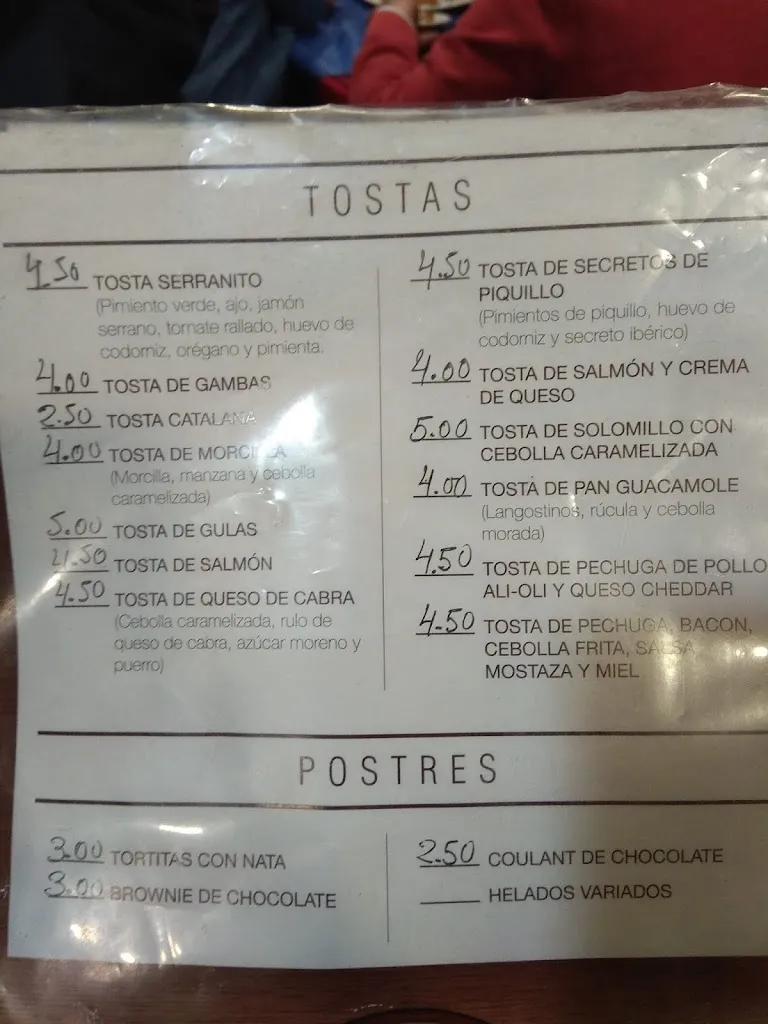 TOSTAS
4.50 TOSTA SERRANITO
(Pimiento verde, ajo, jamón
serrano, tomate rallado, huevo de
codorniz, orégano y pimienta.
4.00 TOSTA DE GAMBAS
2.50 TOSTA CATALANA
4.00 TOSTA DE MORCILLA
(Morcilla, manzana y cebolla
caramelizada)
5.00 TOSTA DE GULAS
4.50 TOSTA DE SALMÓN
4.50 TOSTA DE QUESO DE CABRA
(Cebolla caramelizada, rulo de
queso de cabra, azúcar moreno y
puerro)
4.50 TOSTA DE SECRETOS DE
PIQUILLO
(Pimientos de piquillo, huevo de
codorniz y secreto ibérico)
4.00 TOSTA DE SALMÓN Y CREMA
DE QUESO
5.00 TOSTA DE SOLOMILLO CON
CEBOLLA CARAMELIZADA
4.00 TOSTA DE PAN GUACAMOLE
(Langostinos, rúcula y cebolla
morada)
4.50 TOSTA DE PECHUGA DE POLLO
ALI-OLI Y QUESO CHEDDAR
4.50 TOSTA DE PECHUGA, BACON,
CEBOLLA FRITA, SALSA
MOSTAZA Y MIEL
POSTRES
3.00 TORTITAS CON NATA
3.00 BROWNIE DE CHOCOLATE
2.50 COULANT DE CHOCOLATE
HELADOS VARIADOS